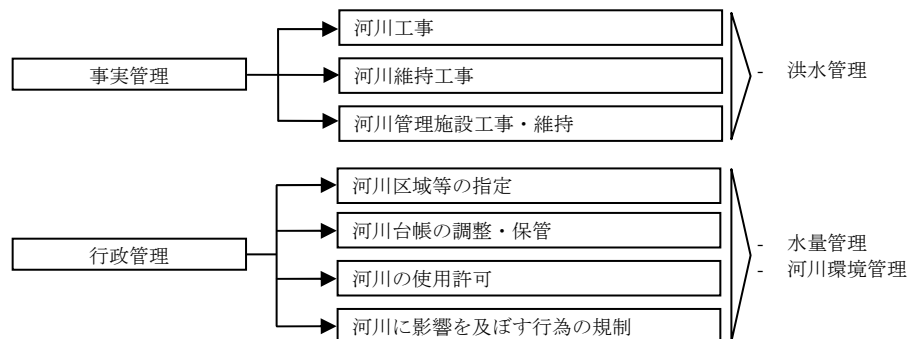 河川工事
事実管理
河川維持工事
- 洪水管理
河川管理施設工事・維持
河川区域等の指定
河川台帳の調整・保管
行政管理
- 水量管理
- 河川環境管理
河川の使用許可
河川に影響を及ぼす行為の規制